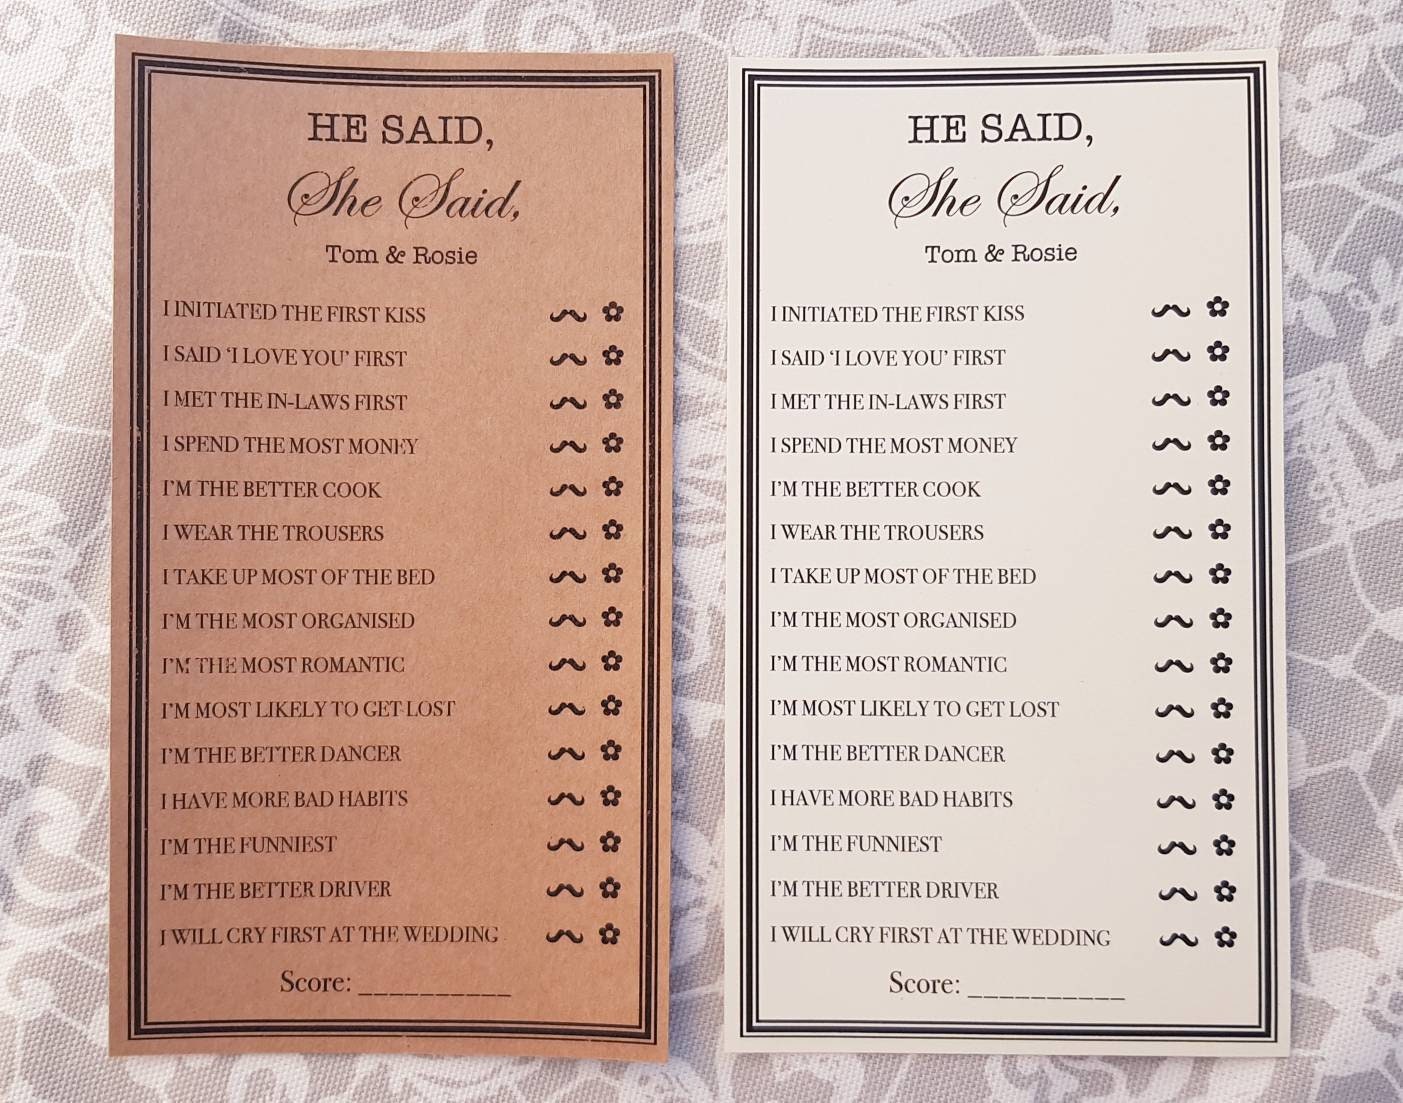 HE SAID,
She Said,
Tom & Rosie
I INITIATED THE FIRST KISS
I SAID ‘I LOVE YOU’ FIRST
I MET THE IN-LAWS FIRST
I SPEND THE MOST MONEY
I’M THE BETTER COOK
I WEAR THE TROUSERS
I TAKE UP MOST OF THE BED
I’M THE MOST ORGANISED
I’M THE MOST ROMANTIC
I’M MOST LIKELY TO GET LOST
I’M THE BETTER DANCER
I HAVE MORE BAD HABITS
I’M THE FUNNIEST
I’M THE BETTER DRIVER
I WILL CRY FIRST AT THE WEDDING
Score: __________
HE SAID,
She Said,
Tom & Rosie
I INITIATED THE FIRST KISS
I SAID ‘I LOVE YOU’ FIRST
I MET THE IN-LAWS FIRST
I SPEND THE MOST MONEY
I’M THE BETTER COOK
I WEAR THE TROUSERS
I TAKE UP MOST OF THE BED
I’M THE MOST ORGANISED
I’M THE MOST ROMANTIC
I’M MOST LIKELY TO GET LOST
I’M THE BETTER DANCER
I HAVE MORE BAD HABITS
I’M THE FUNNIEST
I’M THE BETTER DRIVER
I WILL CRY FIRST AT THE WEDDING
Score: __________